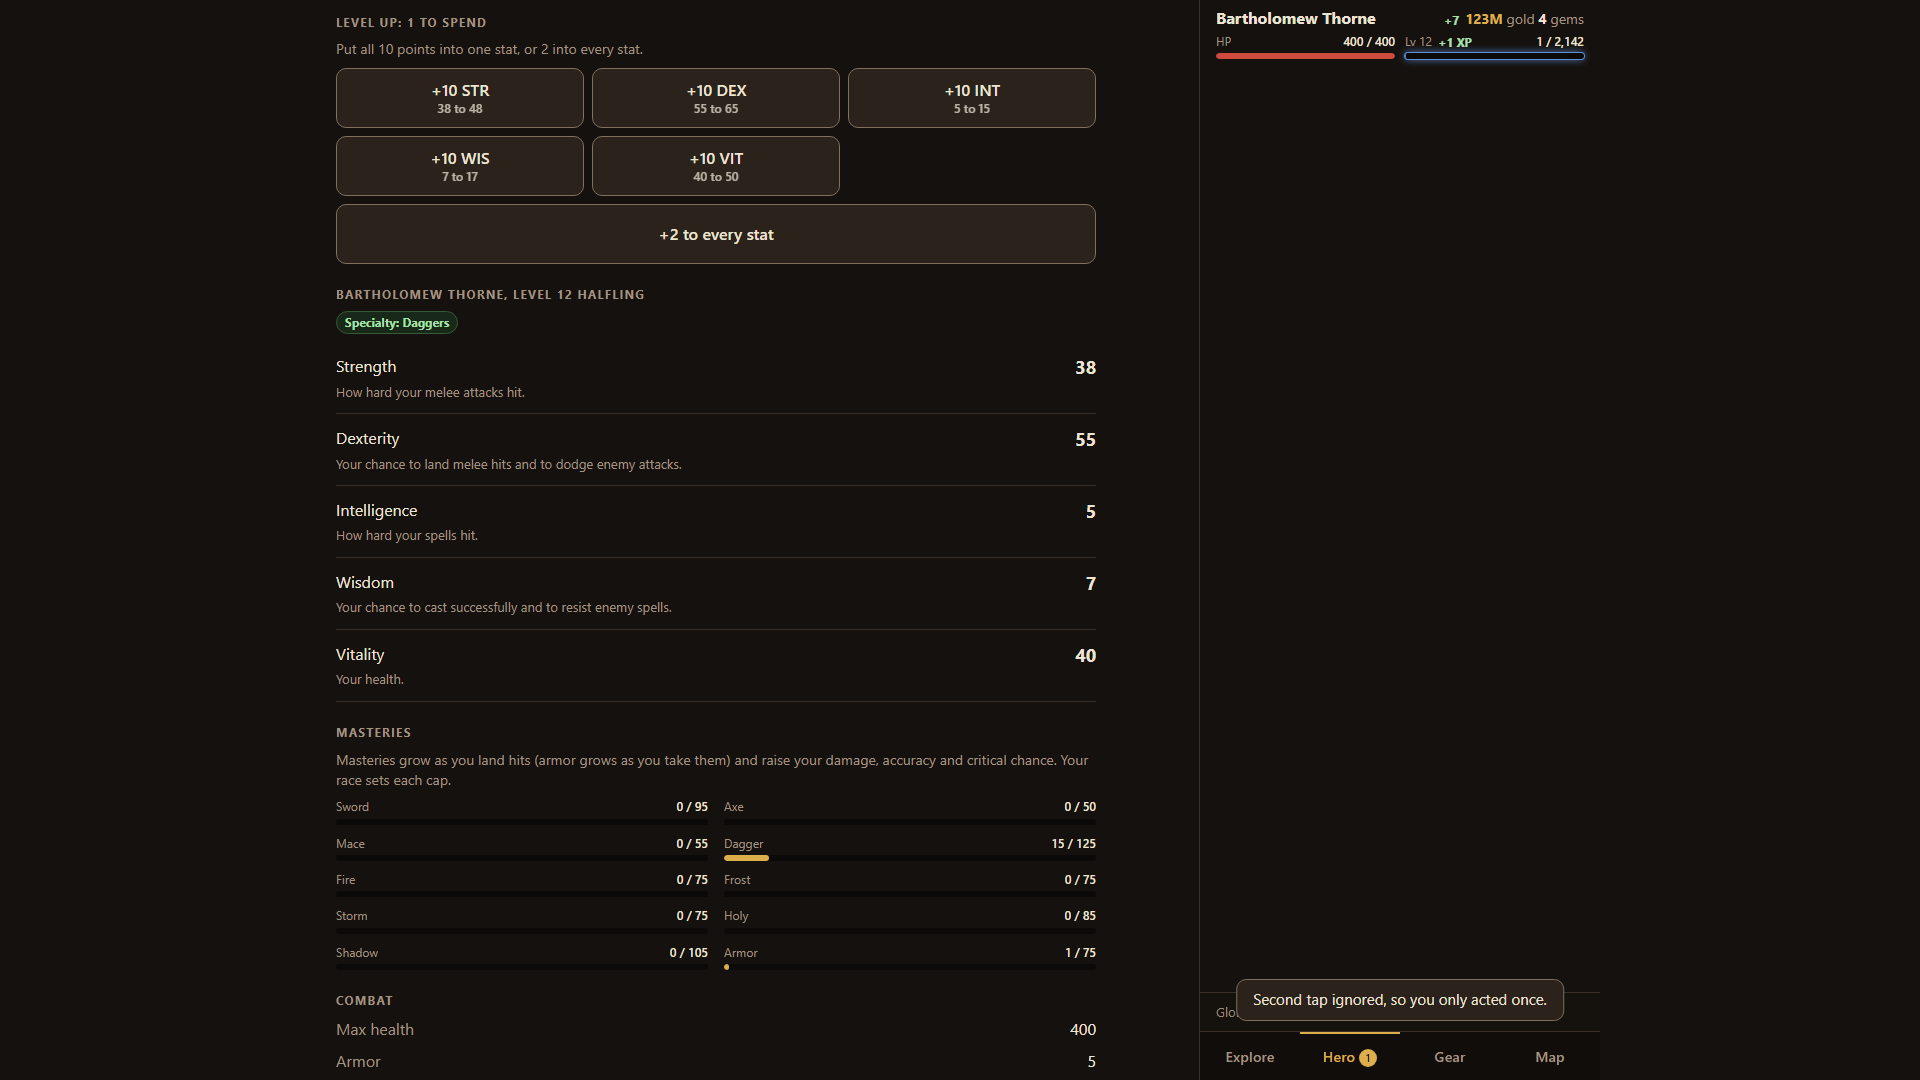 LEVEL UP: 1 TO SPEND
Put all 10 points into one stat, or 2 into every stat.
+10 STR
38 to 48
+10 DEX
55 to 65
+10 INT
5 to 15
+10 WIS
7 to 17
+10 VIT
40 to 50
+2 to every stat
BARTHOLOMEW THORNE, LEVEL 12 HALFLING
Specialty: Daggers
Strength 38
How hard your melee attacks hit.
Dexterity 55
Your chance to land melee hits and to dodge enemy attacks.
Intelligence 5
How hard your spells hit.
Wisdom 7
Your chance to cast successfully and to resist enemy spells.
Vitality 40
Your health.
MASTERIES
Masteries grow as you land hits (armor grows as you take them) and raise your damage, accuracy and critical chance. Your
race sets each cap.
Sword 0 / 95
Axe 0 / 50
Mace 0 / 55
Dagger 15 / 125
Fire 0 / 75
Frost 0 / 75
Storm 0 / 75
Holy 0 / 85
Shadow 0 / 105
Armor 1 / 75
COMBAT
Max health 400
Armor 5
Bartholomew Thorne +7 123M gold 4 gems
HP 400 / 400 Lv 12 +1 XP 1 / 2,142
Second tap ignored, so you only acted once.
Explore Hero 1 Gear Map